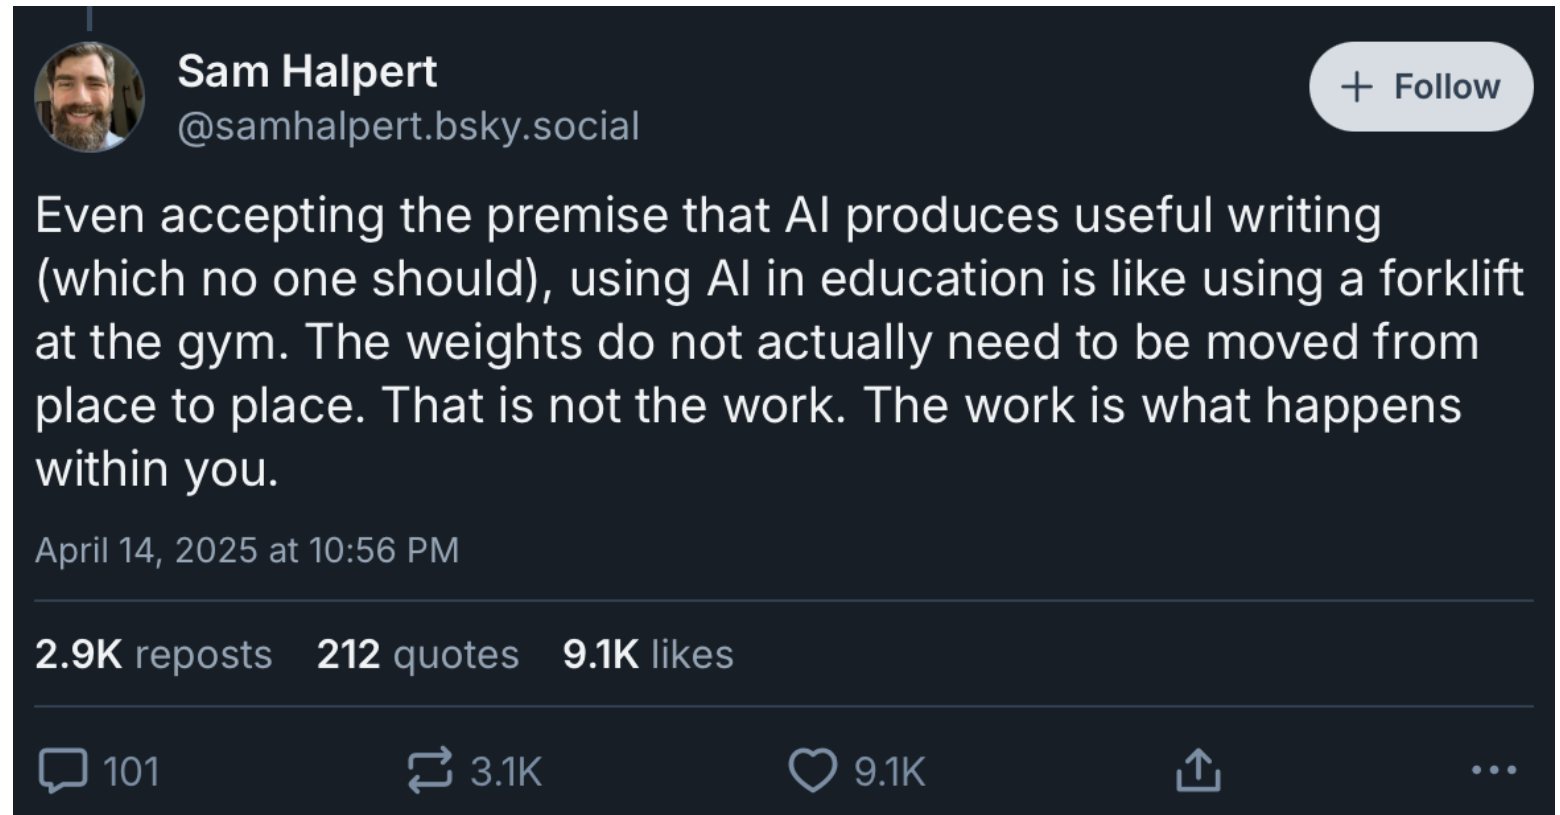 Sam Halpert
@samhalpert.bsky.social
+ Follow
Even accepting the premise that AI produces useful writing
(which no one should), using AI in education is like using a forklift
at the gym. The weights do not actually need to be moved from
place to place. That is not the work. The work is what happens
within you.
April 14, 2025 at 10:56 PM
2.9K reposts 212 quotes 9.1K likes
101 3.1K 9.1K